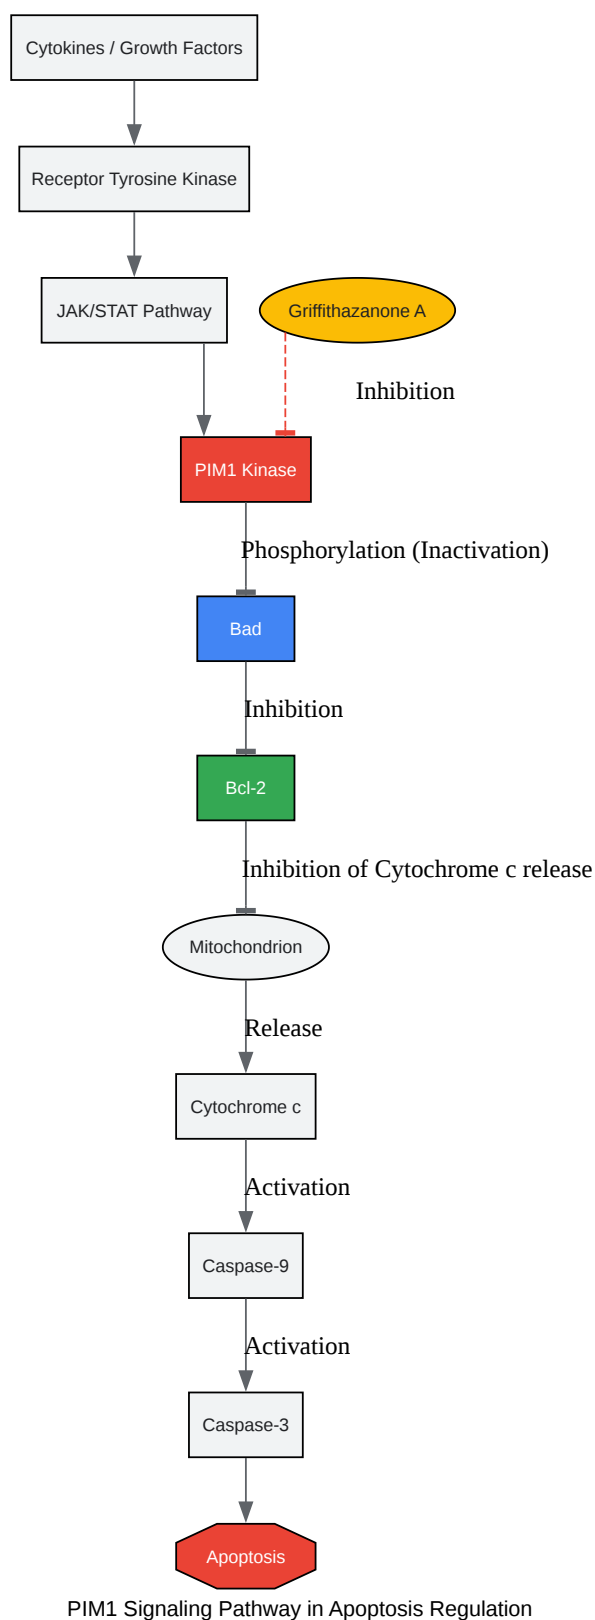 Cytokines / Growth Factors
Receptor Tyrosine Kinase
JAK/STAT Pathway
Griffithazanone A
Inhibition
PIM1 Kinase
Phosphorylation (Inactivation)
Bad
Inhibition
Bcl-2
Inhibition of Cytochrome c release
Mitochondrion
Release
Cytochrome c
Activation
Caspase-9
Activation
Caspase-3
Apoptosis
PIM1 Signaling Pathway in Apoptosis Regulation